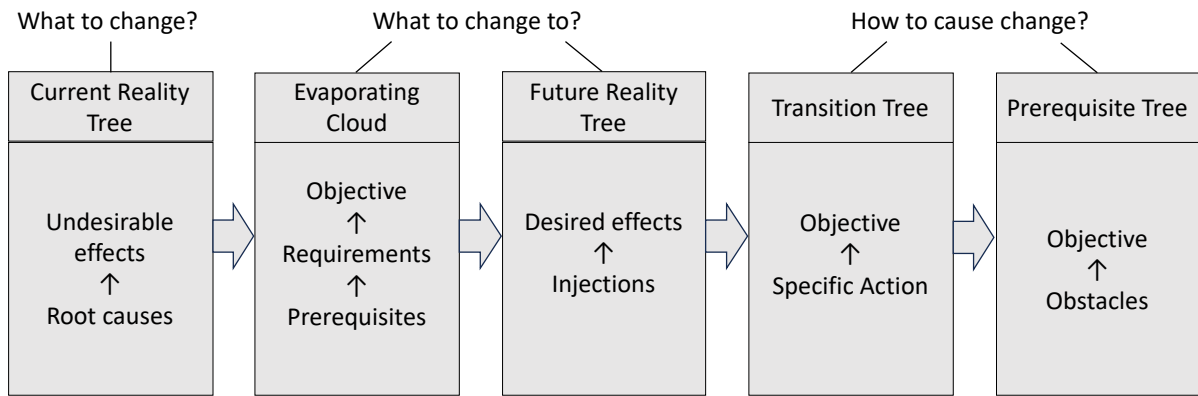 What to change?
What to change to?
How to cause change?
Current Reality
Tree
Evaporating
Cloud
Future Reality
Tree
Transition Tree
Prerequisite Tree
Undesirable
effects
↑
Root causes
Objective
↑
Requirements
↑
Prerequisites
Desired effects
↑
Injections
Objective
↑
Specific Action
Objective
↑
Obstacles